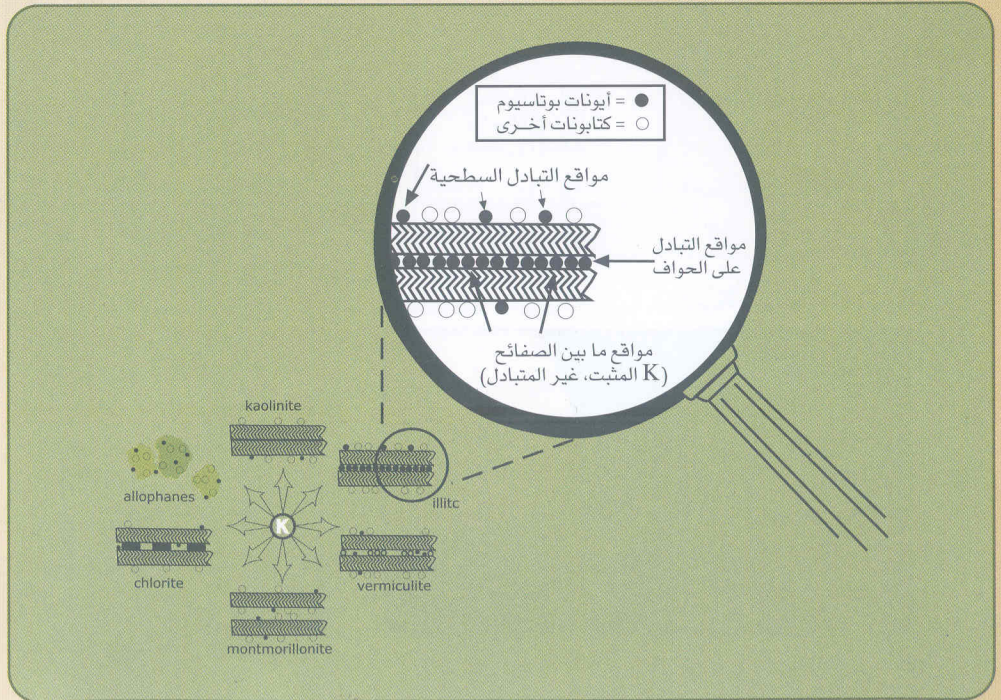 = أيونات بوتاسيوم
= كتابونات أخرى
مواقع التبادل السطحية
مواقع التبادل
على الحواف
مواقع ما بين الصفائح
(K المثبت، غير المتبادل)
kaolinite
allophanes
illitc
K
chlorite
vermiculite
montmorillonite